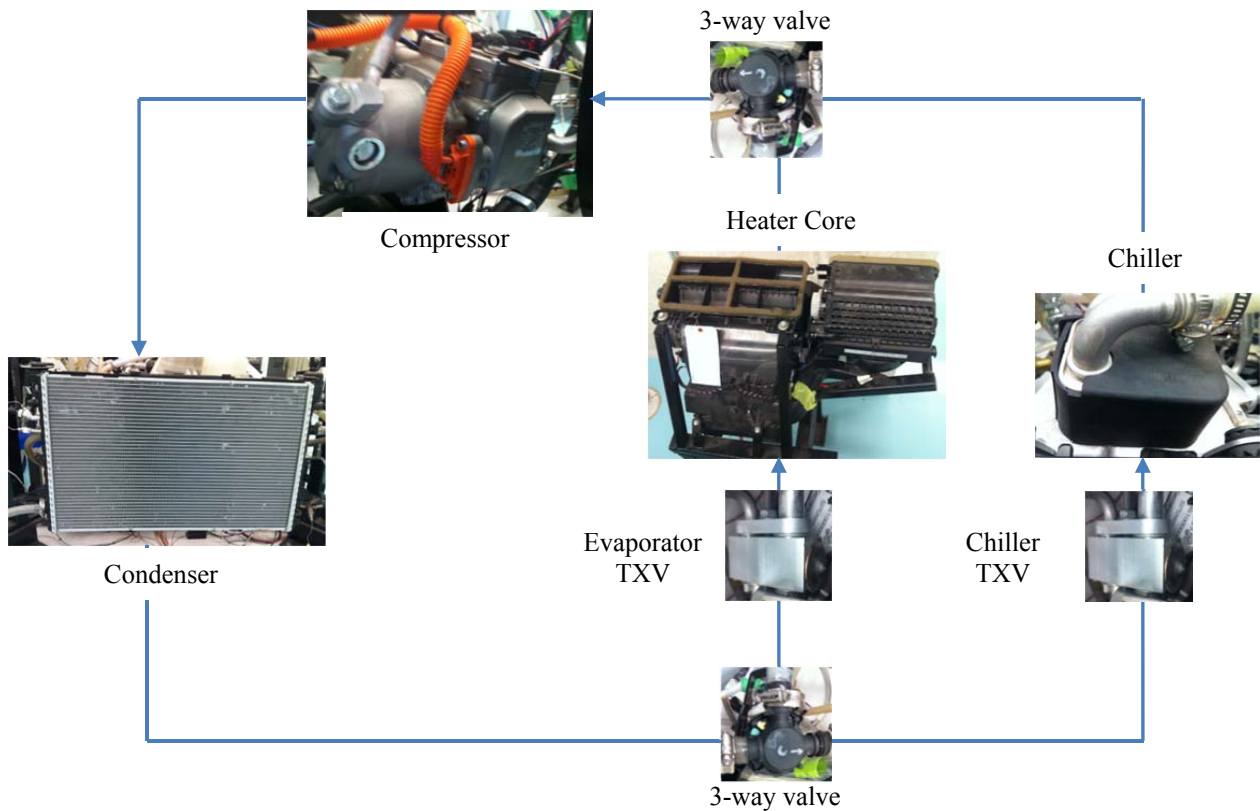 3-way valve
Compressor
Heater Core
Chiller
Condenser
Evaporator
TXV
Chiller
TXV
3-way valve